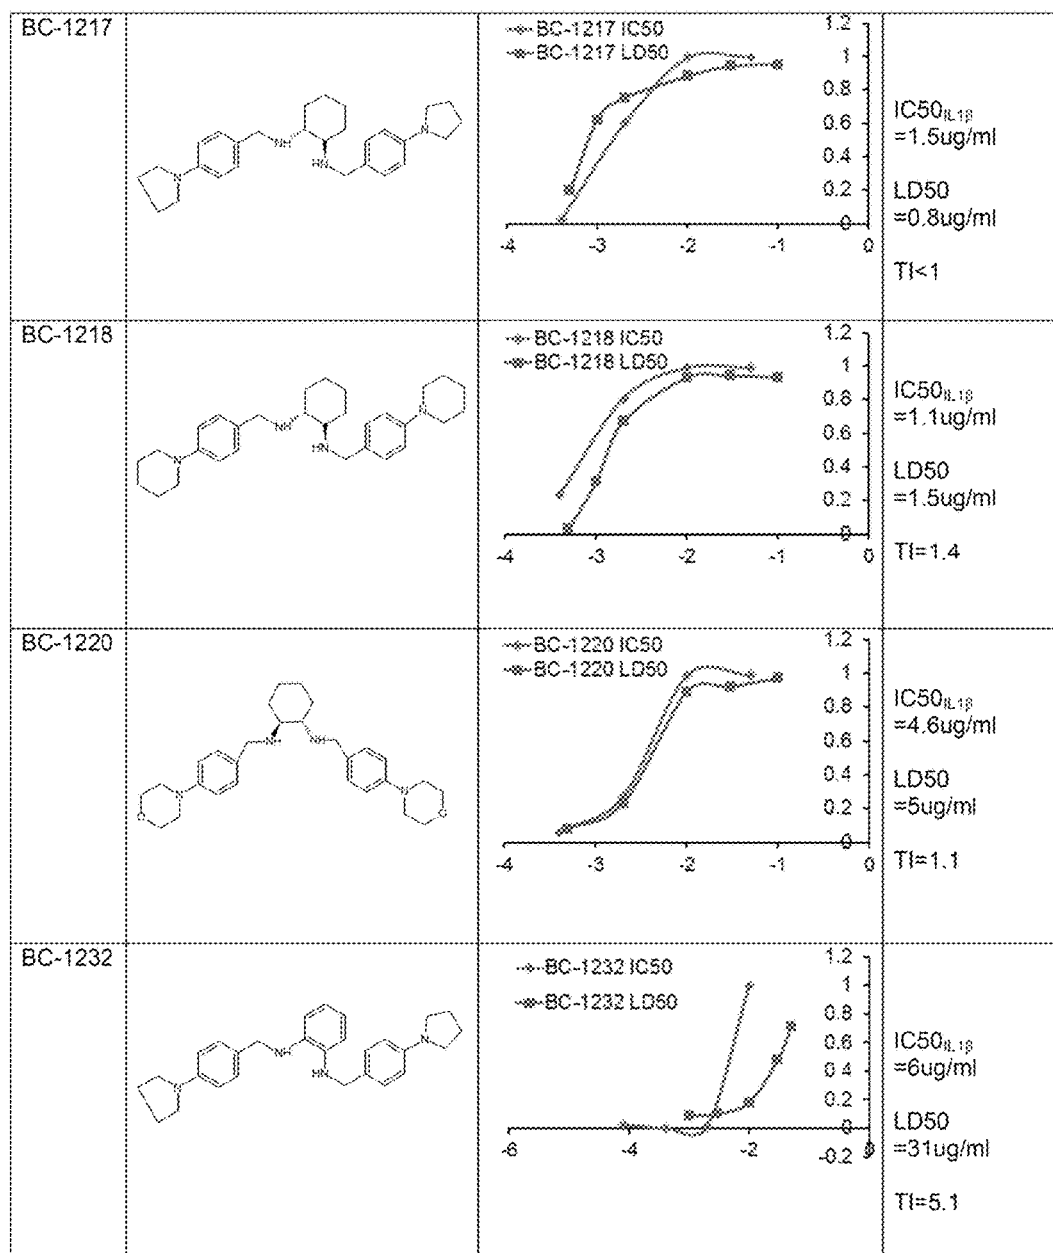 BC-1217
NH
HN
N
N
BC-1217 IC50
BC-1217 LD50
1.2
1
0.8
0.6
0.4
0.2
0
-4 -3 -2 -1 0
IC50IL1β
=1.5ug/ml
LD50
=0.8ug/ml
TI<1
BC-1218
N
NH
HN
N
BC-1218 IC50
BC-1218 LD50
1.2
1
0.8
0.6
0.4
0.2
0
-4 -3 -2 -1 0
IC50IL1β
=1.1ug/ml
LD50
=1.5ug/ml
TI=1.4
BC-1220
NH HN
N N
O O
BC-1220 IC50
BC-1220 LD50
1.2
1
0.8
0.6
0.4
0.2
0
-4 -3 -2 -1 0
IC50IL1β
=4.6ug/ml
LD50
=5ug/ml
TI=1.1
BC-1232
N
NH
HN
N
BC-1232 IC50
BC-1232 LD50
1.2
1
0.8
0.6
0.4
0.2
0
-0.2
-6 -4 -2 0
IC50IL1β
=6ug/ml
LD50
=31ug/ml
TI=5.1